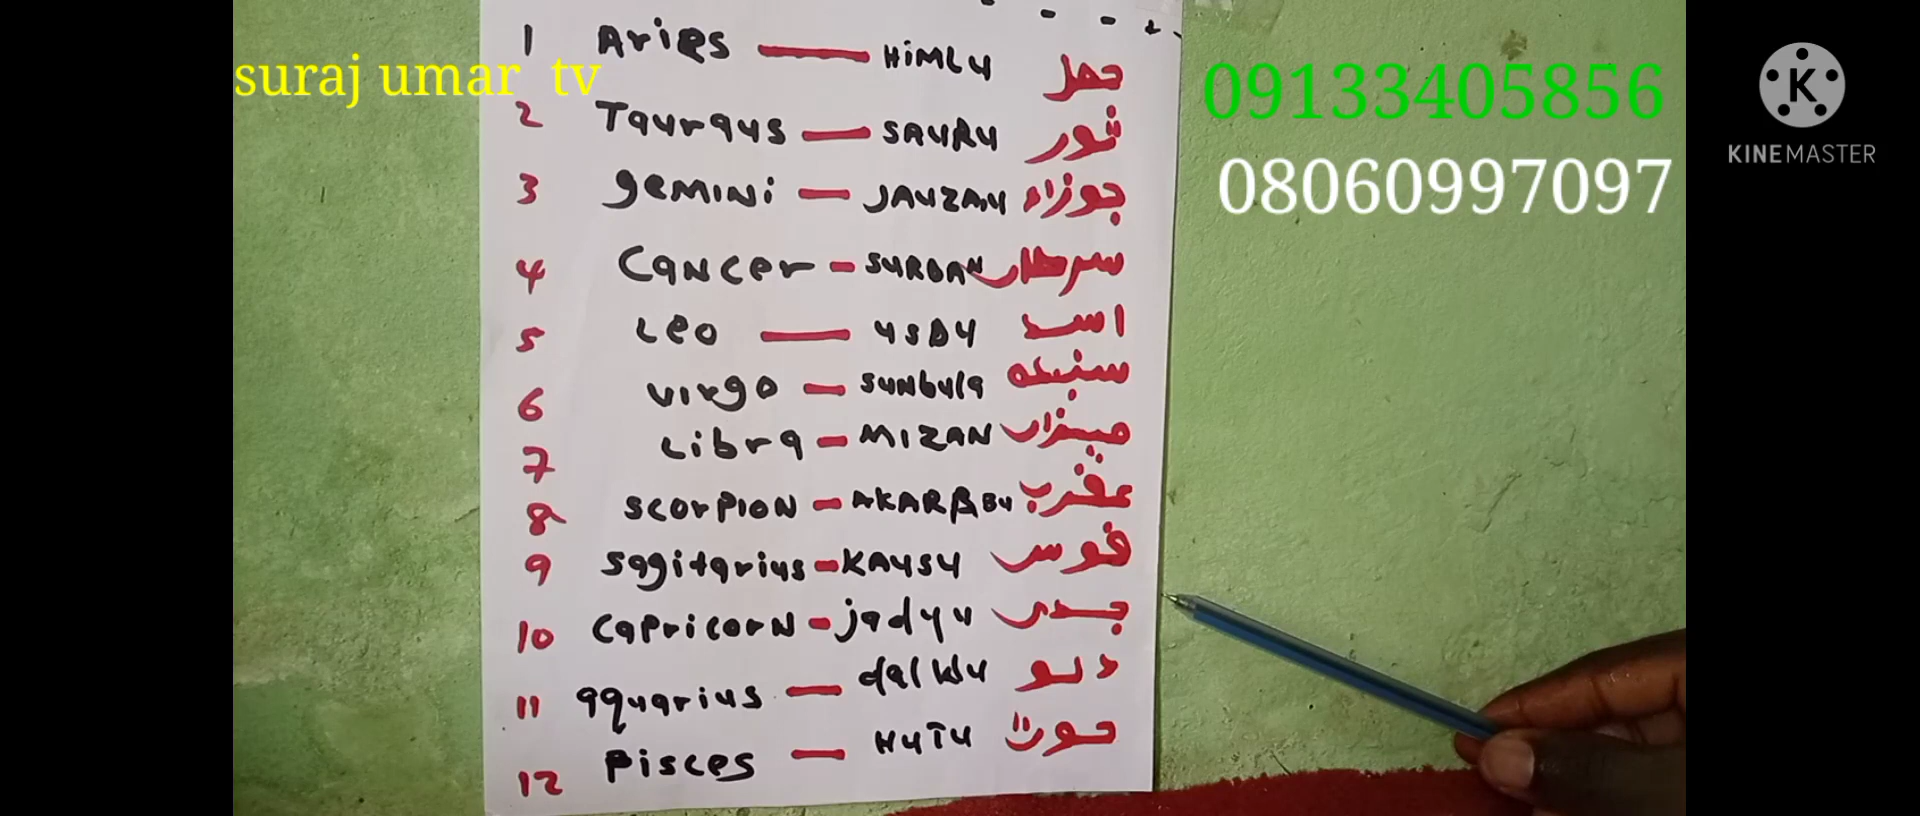 1 Aries — HiMLU حمل
suraj umar tv
09133405856
KINEMASTER
2 Tauraus — SAURU ثور
08060997097
3 geMiNi — JAUZAU جوزاء
4 CaNcer — SURDAN سرطان
5 Leo — USDU اسد
6 virgo — SUNbula سنبله
7 Libra — MIZAN ميزان
8 ScorPION — AKARABU عقرب
9 Sagitarius — KAUSU قوس
10 CaPricorN — jadyu جدي
11 aquarius — dalwu دلو
12 Pisces — HUTU حوت